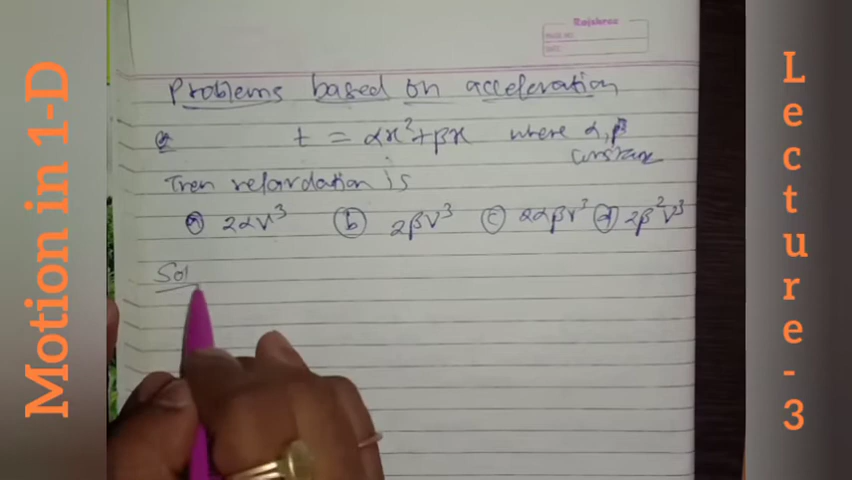 Motion in 1-D
Rajshree
Problems based on acceleration
Q t = αx²+βx where α, β
constant
Then retardation is
(a) 2αV³ (b) 2βV³ (c) 2αβV³ (d) 2β²V³
Sol
Lecture-3